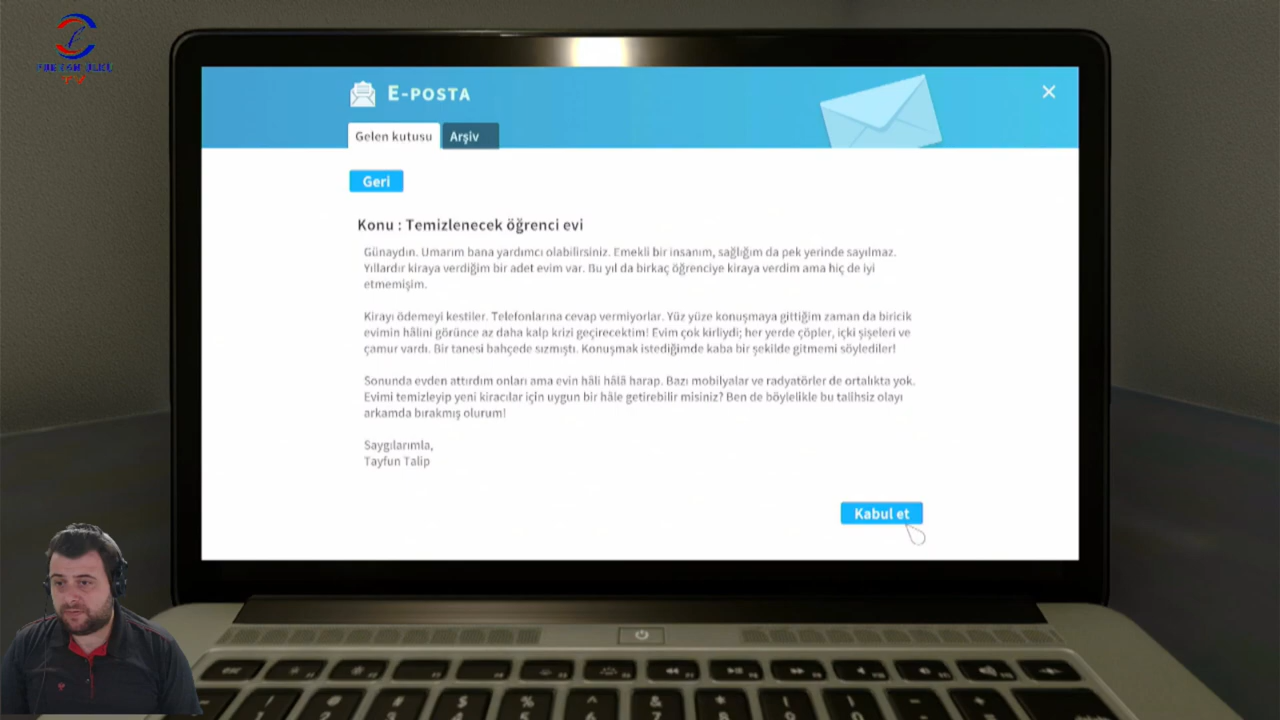 E-POSTA
Gelen kutusu
Arşiv
Geri
Konu : Temizlenecek öğrenci evi
Günaydın. Umarım bana yardımcı olabilirsiniz. Emekli bir insanım, sağlığım da pek yerinde sayılmaz.
Yıllardır kiraya verdiğim bir adet evim var. Bu yıl da birkaç öğrenciye kiraya verdim ama hiç de iyi
etmemişim.
Kirayı ödemeyi kestiler. Telefonlarına cevap vermiyorlar. Yüz yüze konuşmaya gittiğim zaman da biricik
evimin hâlini görünce az daha kalp krizi geçirecektim! Evim çok kirliydi; her yerde çöpler, içki şişeleri ve
çamur vardı. Bir tanesi bahçede sızmıştı. Konuşmak istediğimde kaba bir şekilde gitmemi söylediler!
Sonunda evden attırdım onları ama evin hâli hâlâ harap. Bazı mobilyalar ve radyatörler de ortalıkta yok.
Evimi temizleyip yeni kiracılar için uygun bir hâle getirebilir misiniz? Ben de böylelikle bu talihsiz olayı
arkamda bırakmış olurum!
Saygılarımla,
Tayfun Talip
Kabul et